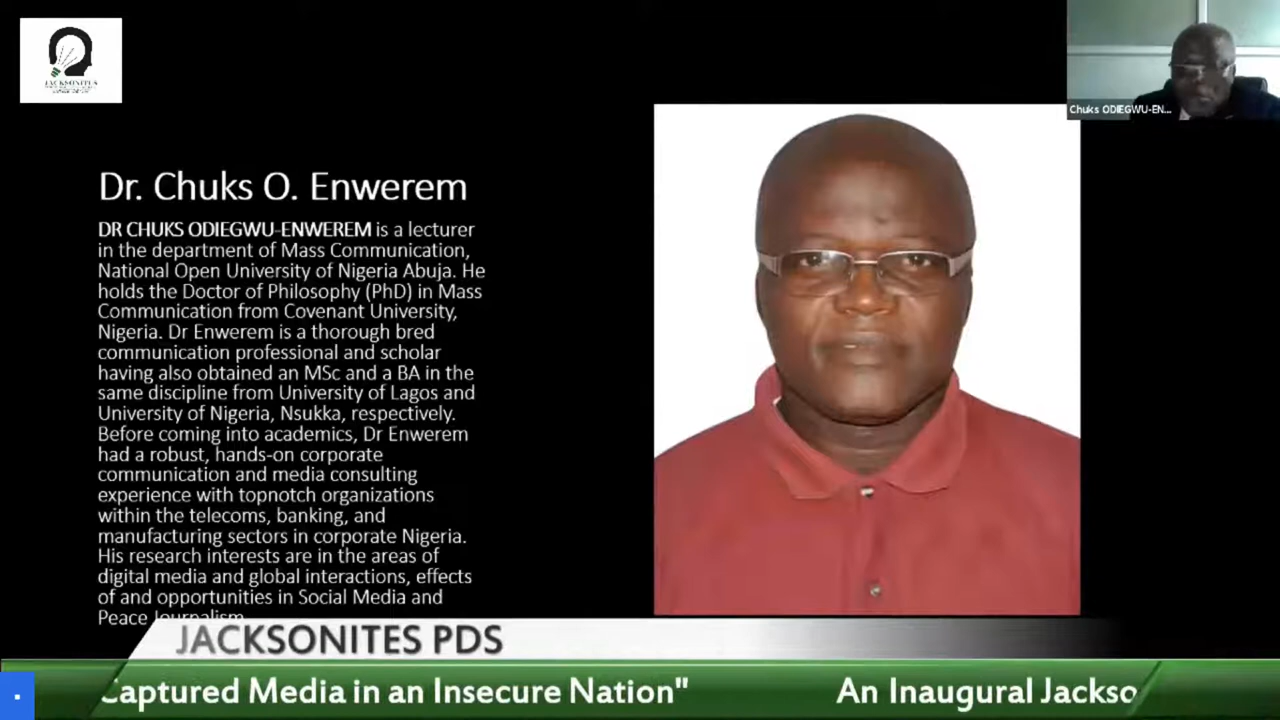 JACKSONITES
Chuks ODIEGWU-EN...
Dr. Chuks O. Enwerem
DR CHUKS ODIEGWU-ENWEREM is a lecturer
in the department of Mass Communication,
National Open University of Nigeria Abuja. He
holds the Doctor of Philosophy (PhD) in Mass
Communication from Covenant University,
Nigeria. Dr Enwerem is a thorough bred
communication professional and scholar
having also obtained an MSc and a BA in the
same discipline from University of Lagos and
University of Nigeria, Nsukka, respectively.
Before coming into academics, Dr Enwerem
had a robust, hands-on corporate
communication and media consulting
experience with topnotch organizations
within the telecoms, banking, and
manufacturing sectors in corporate Nigeria.
His research interests are in the areas of
digital media and global interactions, effects
of and opportunities in Social Media and
Peace Journalism
JACKSONITES PDS
Captured Media in an Insecure Nation" An Inaugural Jackso